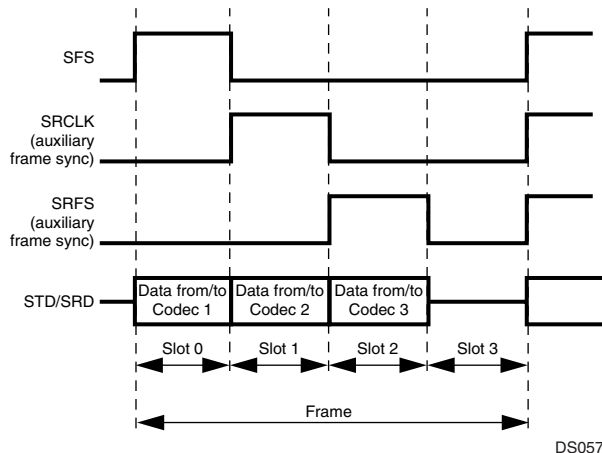 SFS
SRCLK
(auxiliary
frame sync)
SRFS
(auxiliary
frame sync)
STD/SRD
Data from/to
Codec 1
Data from/to
Codec 2
Data from/to
Codec 3
Slot 0
Slot 1
Slot 2
Slot 3
Frame
DS057